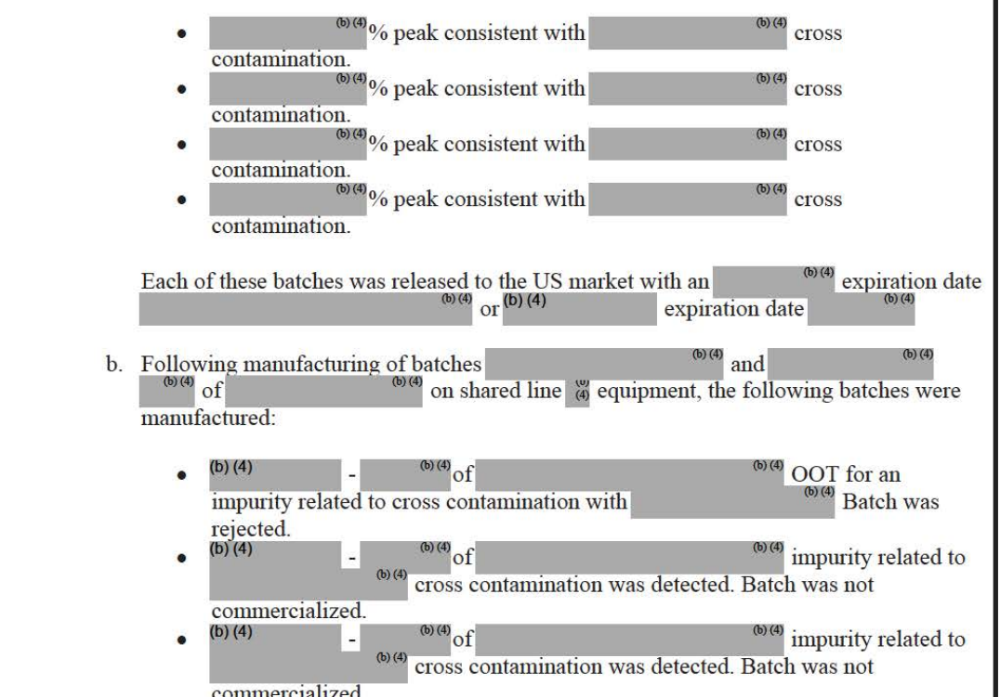 • (b) (4) % peak consistent with (b) (4) cross
contamination.
• (b) (4) % peak consistent with (b) (4) cross
contamination.
• (b) (4) % peak consistent with (b) (4) cross
contamination.
• (b) (4) % peak consistent with (b) (4) cross
contamination.
Each of these batches was released to the US market with an (b) (4) expiration date
(b) (4) or (b) (4) expiration date (b) (4)
b. Following manufacturing of batches (b) (4) and (b) (4)
(b) (4) of (b) (4) on shared line (b) (4) equipment, the following batches were
manufactured:
• (b) (4) - (b) (4) of (b) (4) OOT for an
impurity related to cross contamination with (b) (4) Batch was
rejected.
• (b) (4) - (b) (4) of (b) (4) impurity related to
(b) (4) cross contamination was detected. Batch was not
commercialized.
• (b) (4) - (b) (4) of (b) (4) impurity related to
(b) (4) cross contamination was detected. Batch was not
commercialized.